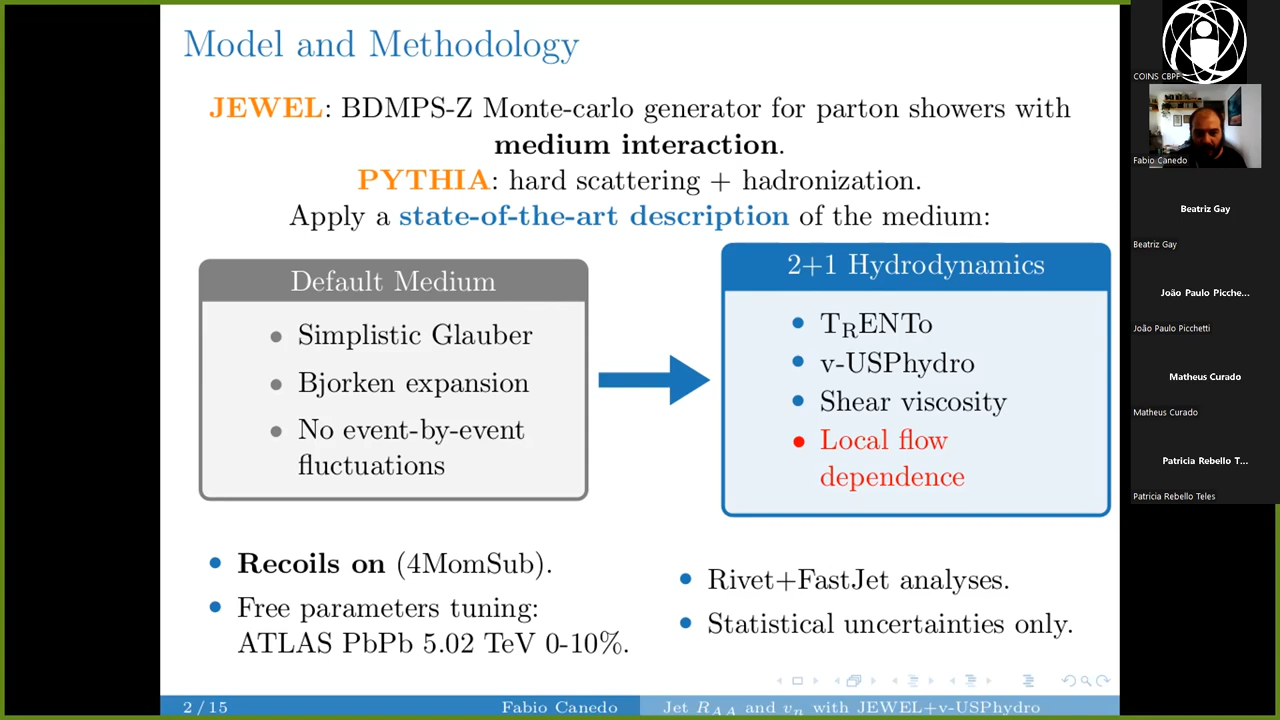 Model and Methodology
JEWEL: BDMPS-Z Monte-carlo generator for parton showers with
medium interaction.
PYTHIA: hard scattering + hadronization.
Apply a state-of-the-art description of the medium:
Default Medium
• Simplistic Glauber
• Bjorken expansion
• No event-by-event
fluctuations
2+1 Hydrodynamics
• TRENTo
• v-USPhydro
• Shear viscosity
• Local flow
dependence
• Recoils on (4MomSub).
• Free parameters tuning:
ATLAS PbPb 5.02 TeV 0-10%.
• Rivet+FastJet analyses.
• Statistical uncertainties only.
2 / 15
Fabio Canedo
Jet RAA and vn with JEWEL+v-USPhydro
COINS CBPF
Fabio Canedo
Beatriz Gay
Beatriz Gay
João Paulo Picche...
João Paulo Picchetti
Matheus Curado
Matheus Curado
Patricia Rebello T...
Patricia Rebello Teles